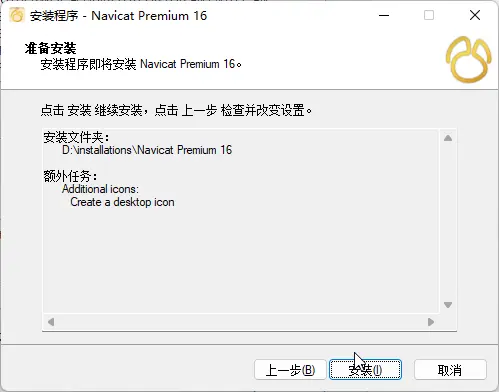 安装程序 - Navicat Premium 16
准备安装
安装程序即将安装 Navicat Premium 16。
点击 安装 继续安装，点击 上一步 检查并改变设置。
安装文件夹：
D:\installations\Navicat Premium 16
额外任务：
Additional icons:
Create a desktop icon
上一步(B)
安装(I)
取消